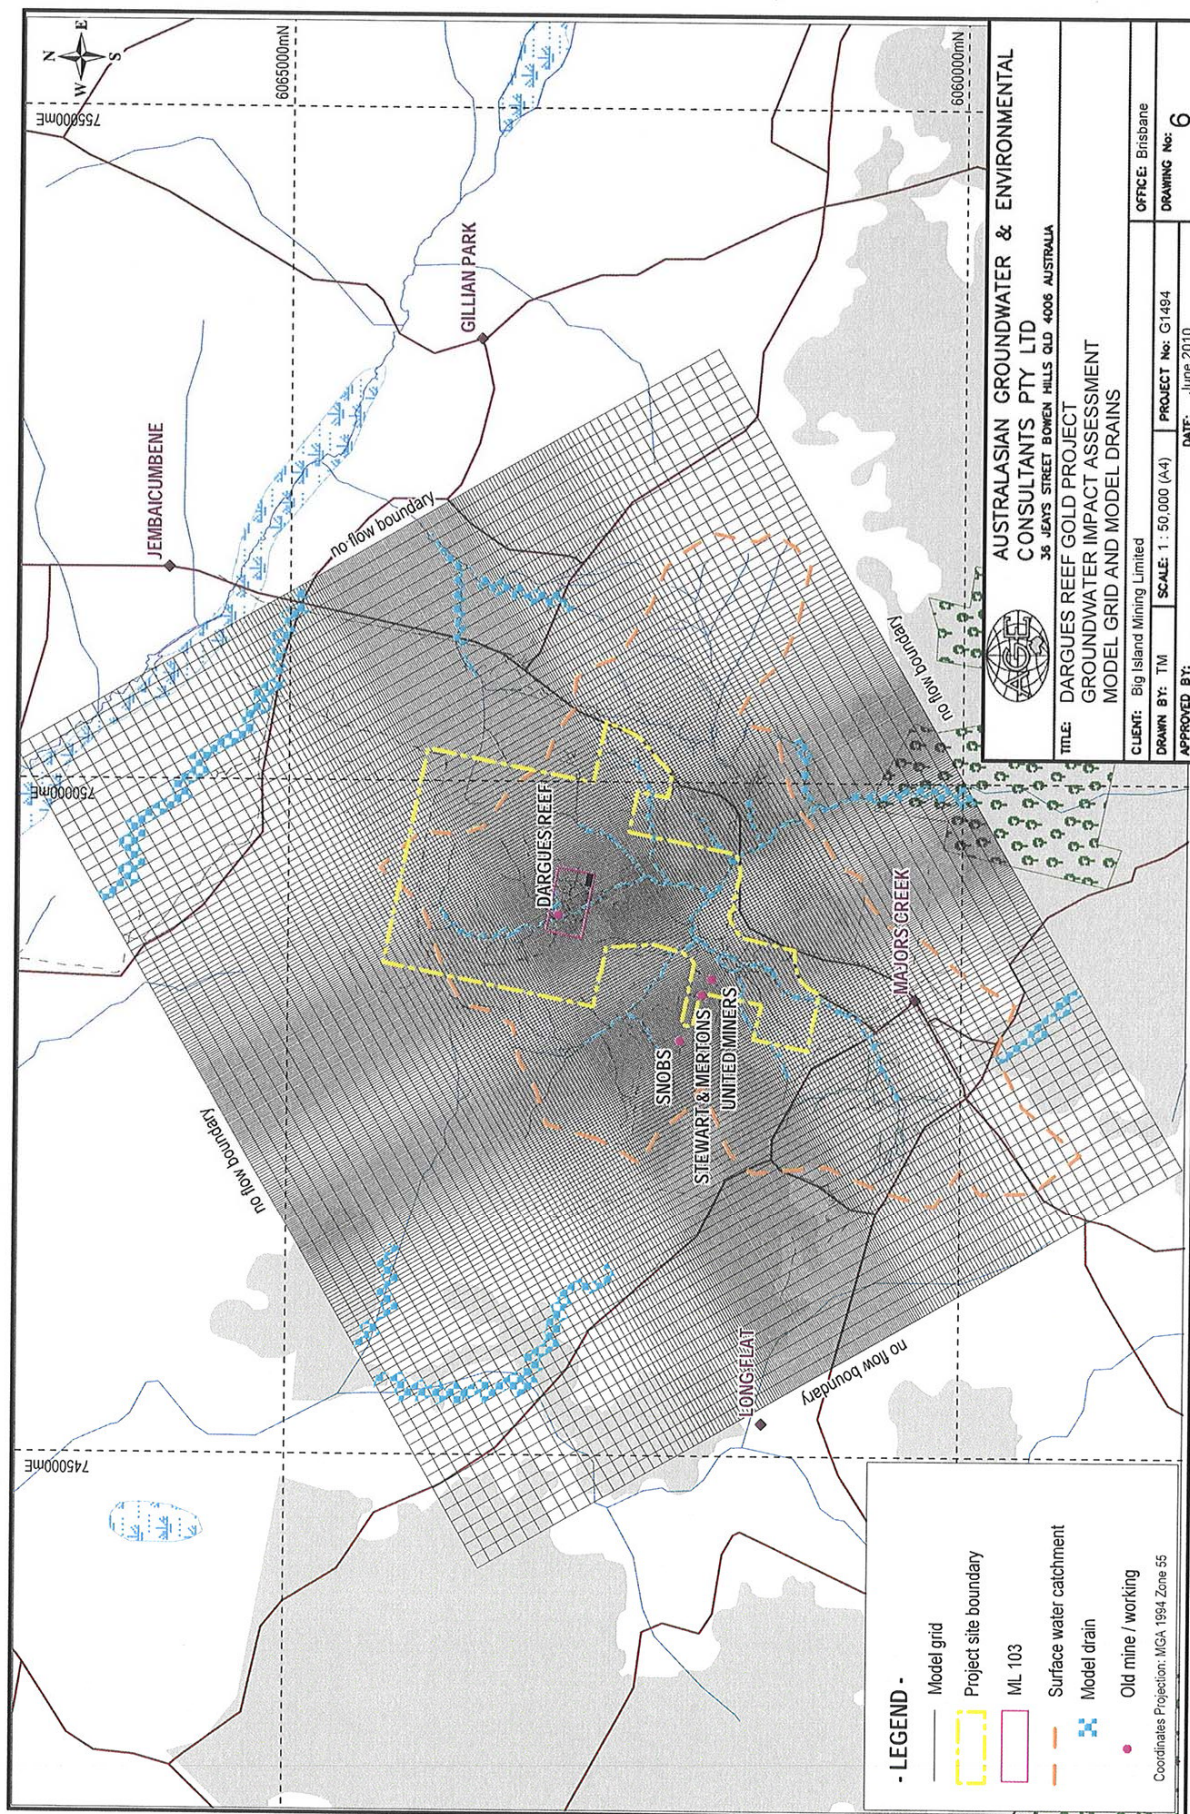 N
E
W
S
755000mE
750000mE
745000mE
6065000mN
6060000mN
JEMBAICUMBENE
GILLIAN PARK
no flow boundary
DARGUES REEF
no flow boundary
SNOBS
STEWART & MERTONS
UNITED MINERS
MAJORS CREEK
no flow boundary
LONG FLAT
no flow boundary
- LEGEND -
Model grid
Project site boundary
ML 103
Surface water catchment
Model drain
Old mine / working
Coordinates Projection: MGA 1994 Zone 55
AGE
AUSTRALASIAN GROUNDWATER & ENVIRONMENTAL
CONSULTANTS PTY LTD
36 JEAYS STREET BOWEN HILLS QLD 4006 AUSTRALIA
TITLE: DARGUES REEF GOLD PROJECT
GROUNDWATER IMPACT ASSESSMENT
MODEL GRID AND MODEL DRAINS
CLIENT: Big Island Mining Limited
OFFICE: Brisbane
DRAWN BY: TM
SCALE: 1 : 50,000 (A4)
PROJECT No: G1494
DRAWING No: 6
APPROVED BY:
DATE: June 2010